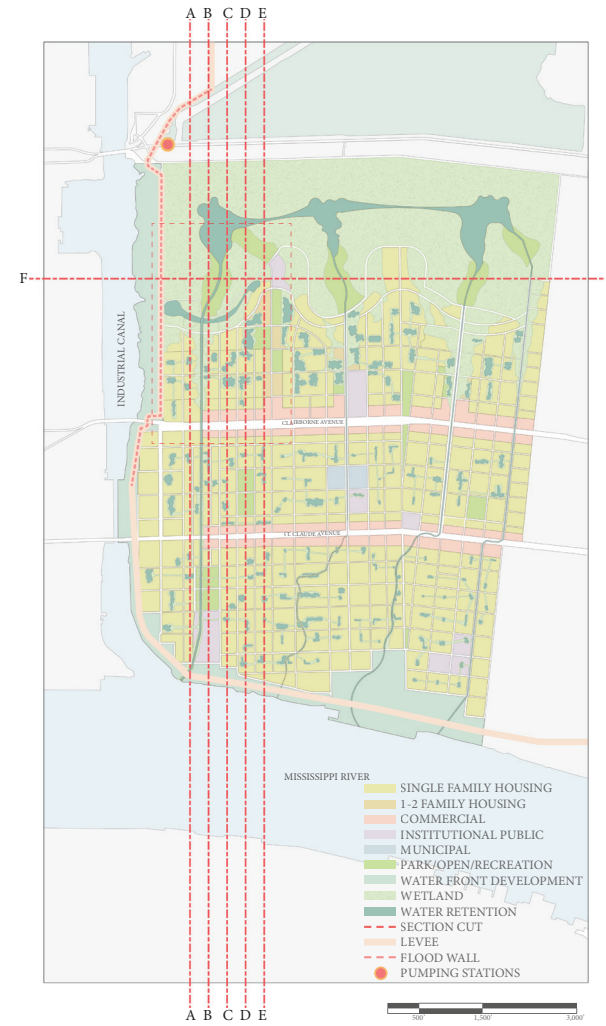 A B C D E
F
INDUSTRIAL CANAL
CLAIRBORNE AVENUE
ST. CLAUDE AVENUE
MISSISSIPPI RIVER
SINGLE FAMILY HOUSING
1-2 FAMILY HOUSING
COMMERCIAL
INSTITUTIONAL PUBLIC
MUNICIPAL
PARK/OPEN/RECREATION
WATER FRONT DEVELOPMENT
WETLAND
WATER RETENTION
SECTION CUT
LEVEE
FLOOD WALL
PUMPING STATIONS
A B C D E
500' 1,500' 3,000'